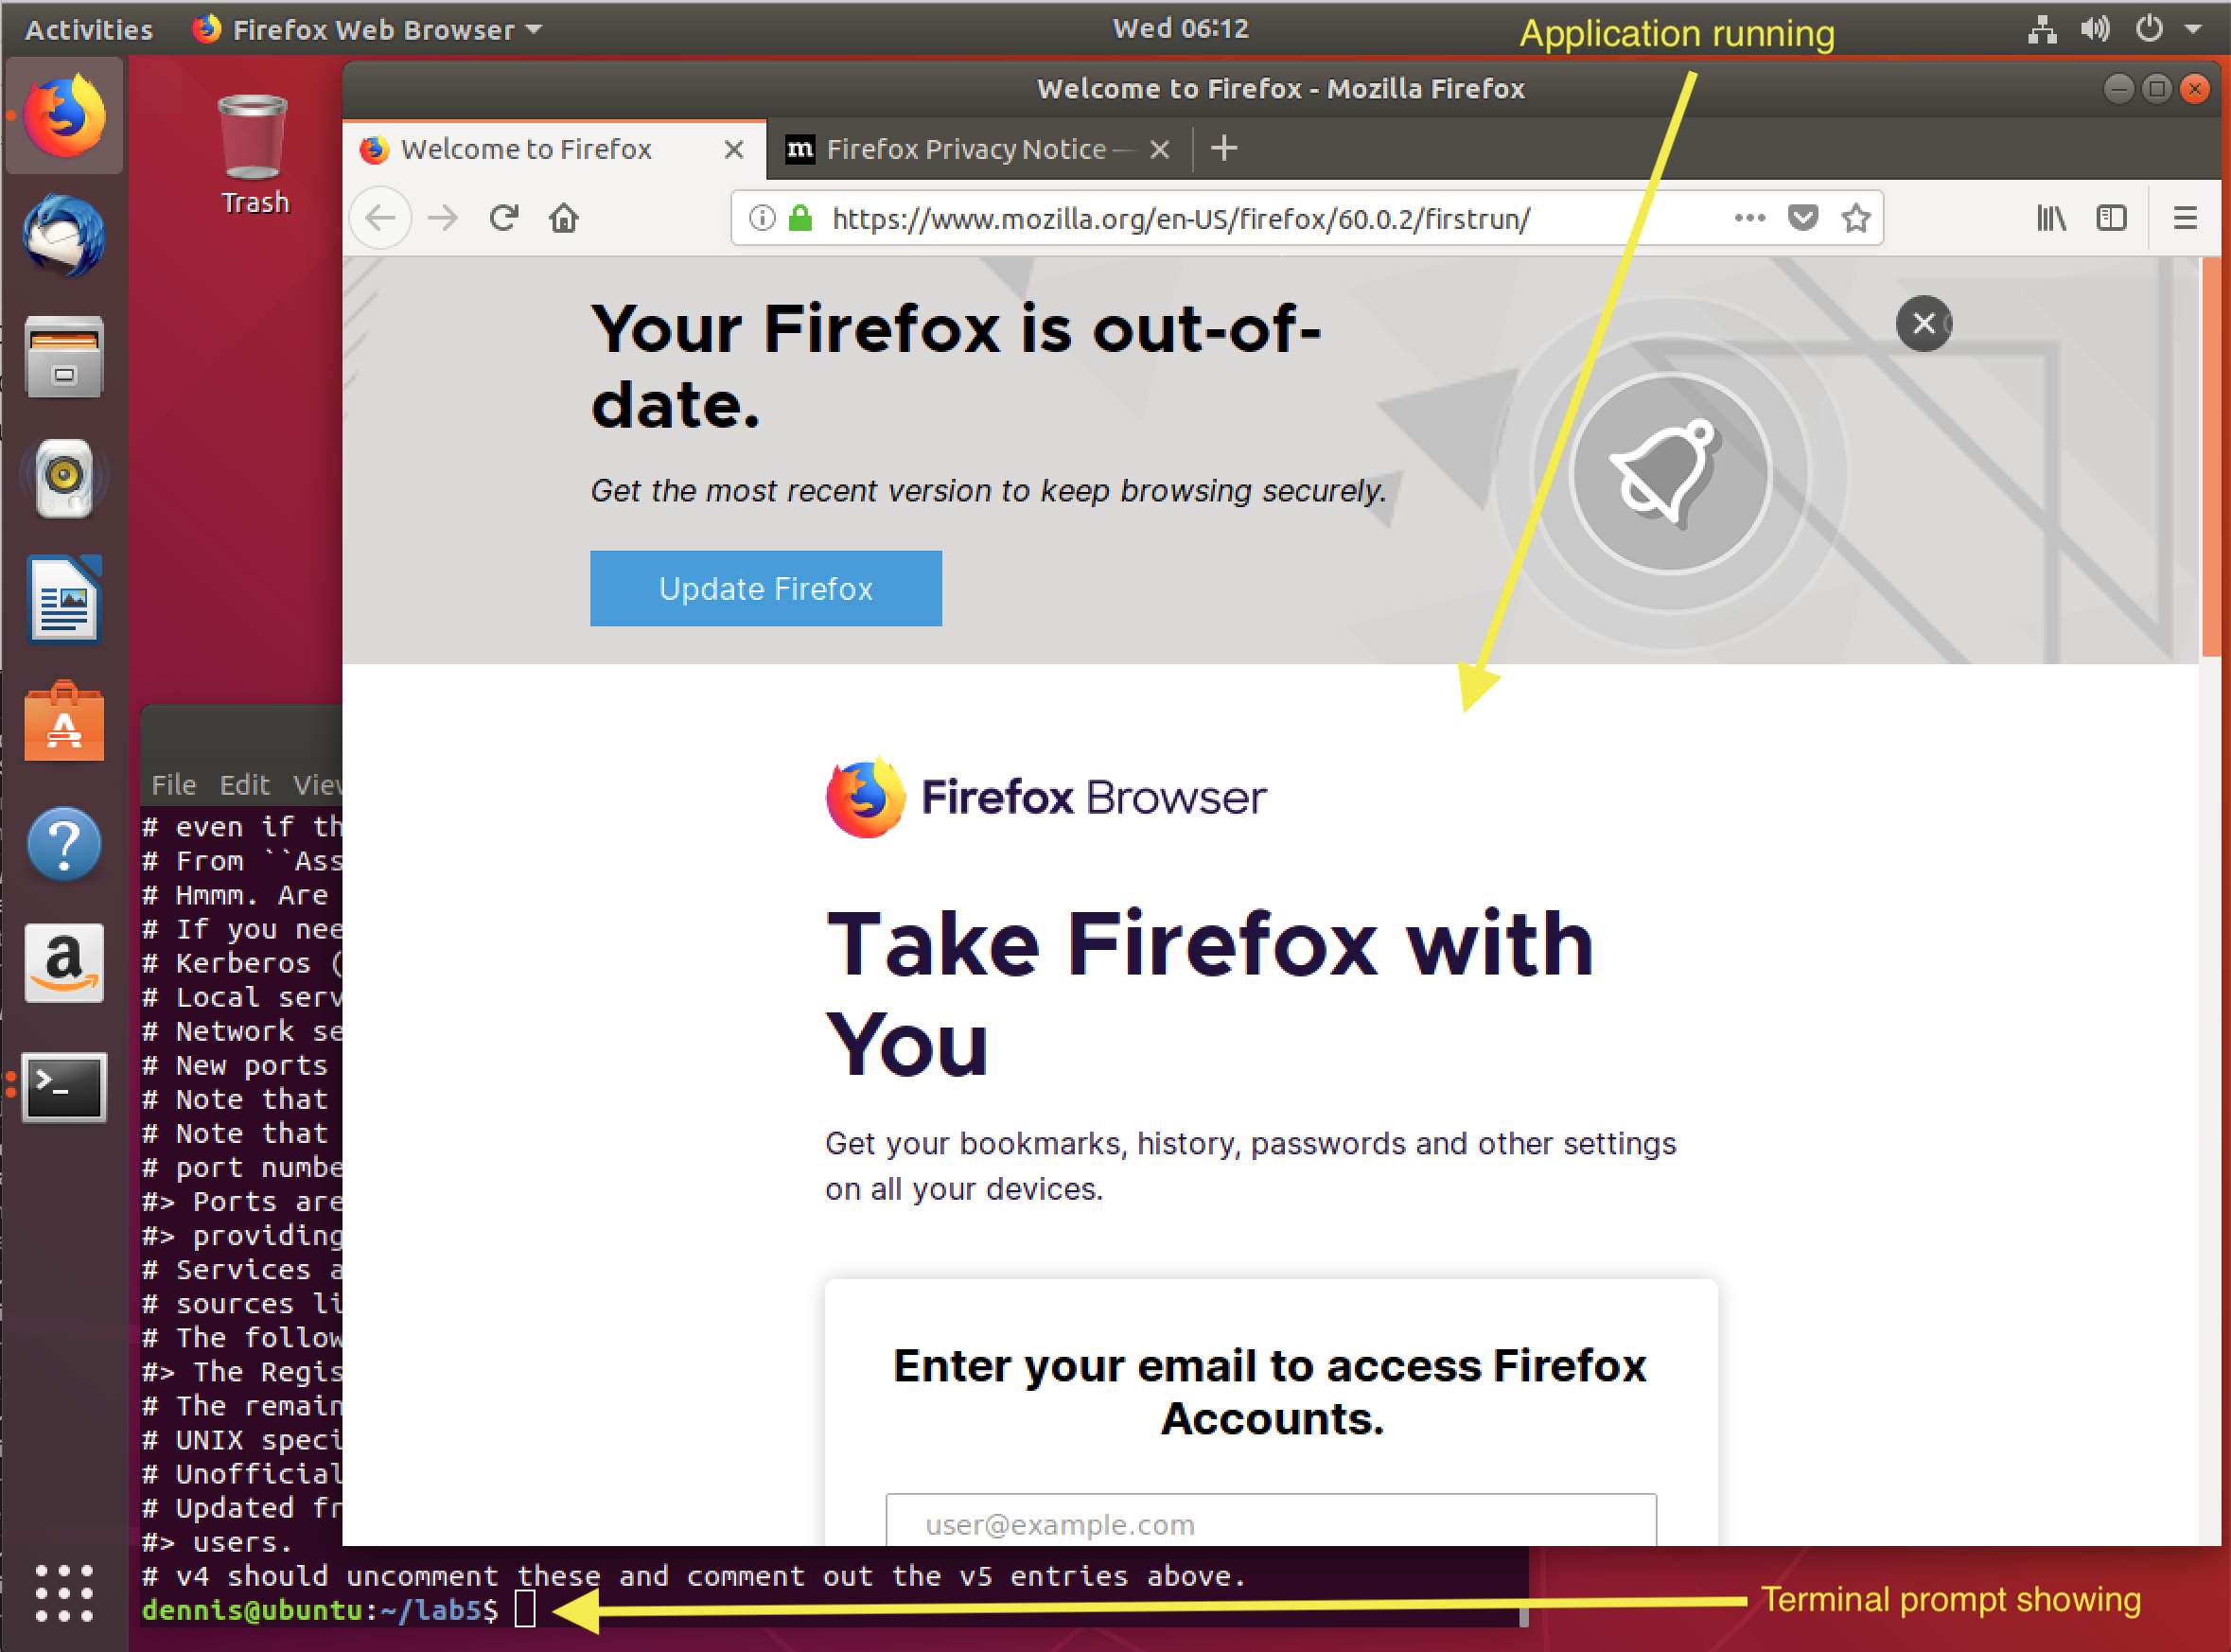 Activities Firefox Web Browser Wed 06:12 Application running
Welcome to Firefox - Mozilla Firefox
Welcome to Firefox
m Firefox Privacy Notice —
Trash
https://www.mozilla.org/en-US/firefox/60.0.2/firstrun/
Your Firefox is out-of-
date.
Get the most recent version to keep browsing securely.
Update Firefox
Firefox Browser
Take Firefox with
You
Get your bookmarks, history, passwords and other settings
on all your devices.
Enter your email to access Firefox
Accounts.
user@example.com
File Edit View
# even if th
# From ``Ass
# Hmmm. Are
# If you nee
# Kerberos (
# Local serv
# Network se
# New ports
# Note that
# Note that
# port numbe
#> Ports are
#> providing
# Services a
# sources li
# The follow
#> The Regis
# The remain
# UNIX speci
# Unofficial
# Updated fr
#> users.
# v4 should uncomment these and comment out the v5 entries above.
dennis@ubuntu:~/lab5$
Terminal prompt showing